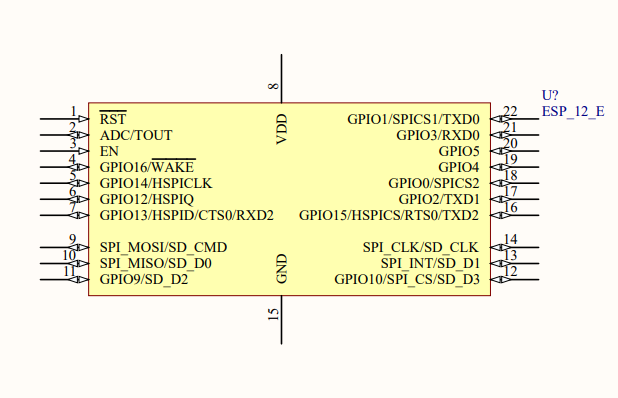 8
U?
ESP_12_E
VDD
1 RST GPIO1/SPICS1/TXD0 22
2 ADC/TOUT GPIO3/RXD0 21
3 EN GPIO5 20
4 GPIO16/WAKE GPIO4 19
5 GPIO14/HSPICLK GPIO0/SPICS2 18
6 GPIO12/HSPIQ GPIO2/TXD1 17
7 GPIO13/HSPID/CTS0/RXD2 GPIO15/HSPICS/RTS0/TXD2 16
9 SPI_MOSI/SD_CMD SPI_CLK/SD_CLK 14
10 SPI_MISO/SD_D0 SPI_INT/SD_D1 13
11 GPIO9/SD_D2 GPIO10/SPI_CS/SD_D3 12
GND
15